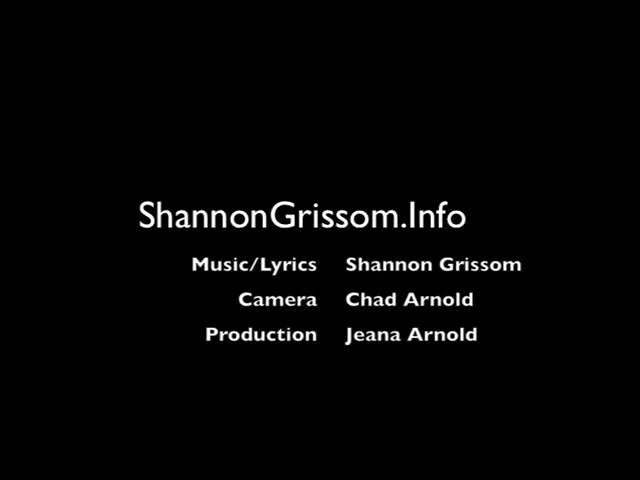 ShannonGrissom.Info
Music/Lyrics Shannon Grissom
Camera Chad Arnold
Production Jeana Arnold